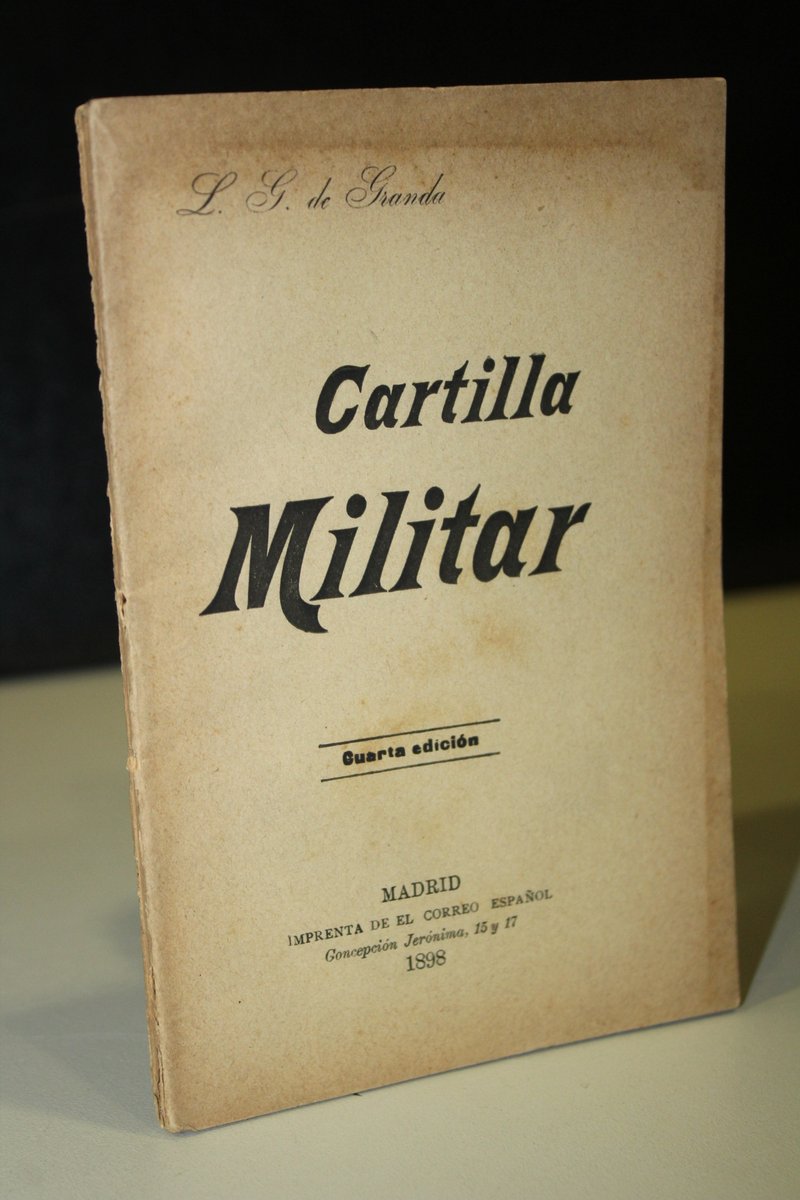 L. G. de Granda
Cartilla
Militar
Cuarta edición
MADRID
IMPRENTA DE EL CORREO ESPAÑOL
Concepción Jerónima, 15 y 17
1898